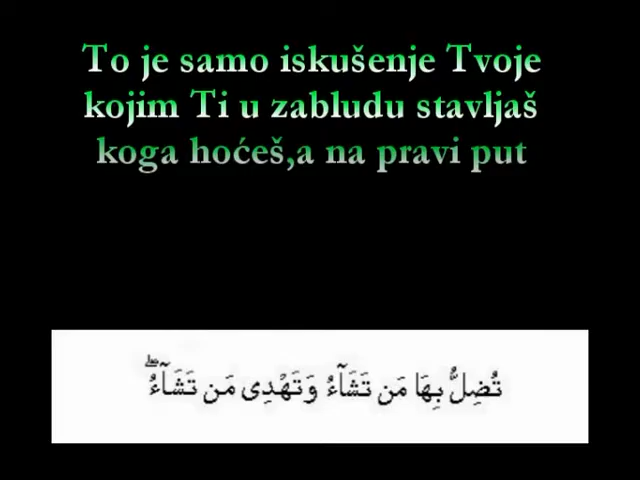 To je samo iskušenje Tvoje
kojim Ti u zabludu stavljaš
koga hoćeš,a na pravi put
تُضِلُّ بِهَا مَن تَشَآءُ وَتَهْدِى مَن تَشَآءُۖ